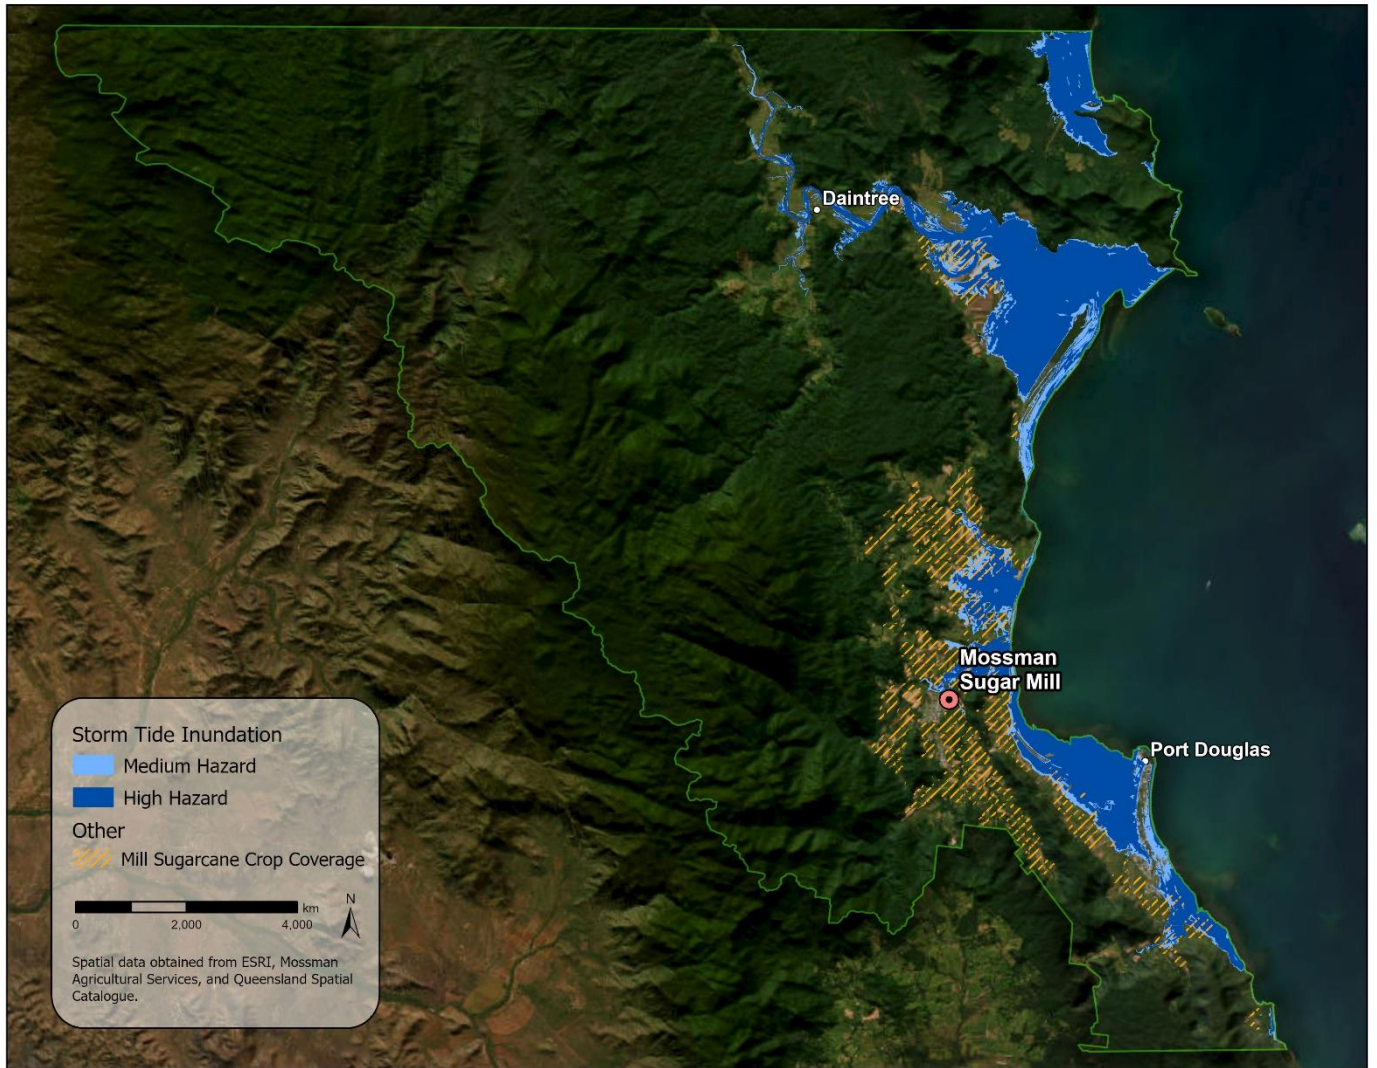 Daintree
Mossman
Sugar Mill
Port Douglas
Storm Tide Inundation
Medium Hazard
High Hazard
Other
Mill Sugarcane Crop Coverage
km
N
0
2,000
4,000
Spatial data obtained from ESRI, Mossman
Agricultural Services, and Queensland Spatial
Catalogue.